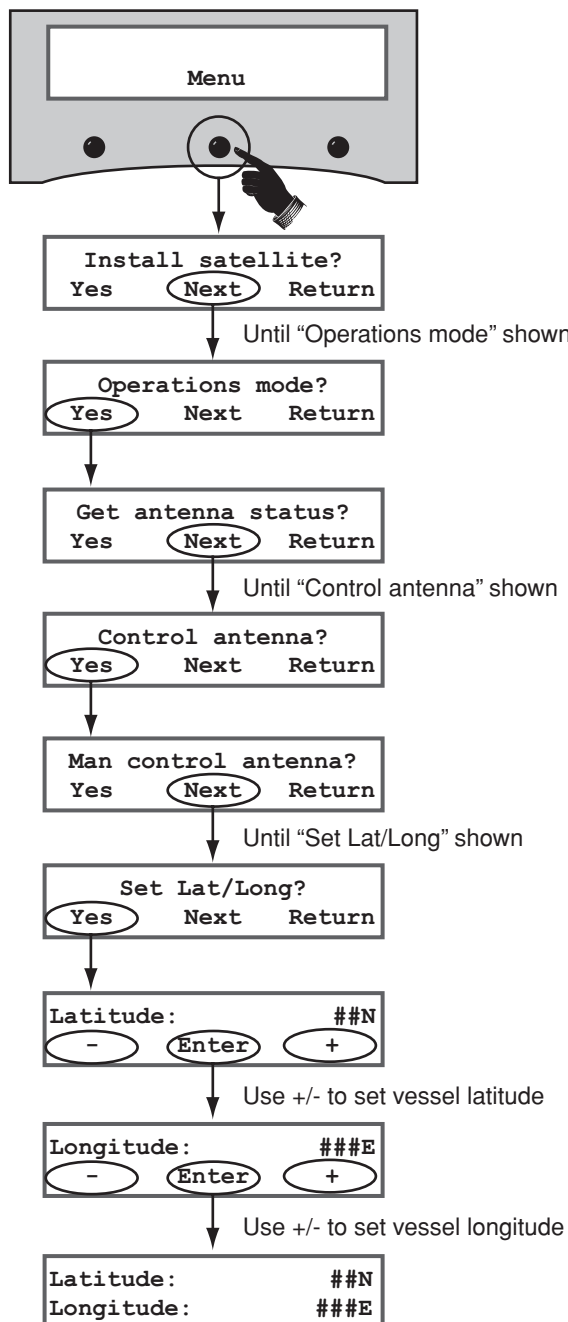 Menu
Install satellite?
Yes Next Return
Until “Operations mode” shown
Operations mode?
Yes Next Return
Get antenna status?
Yes Next Return
Until “Control antenna” shown
Control antenna?
Yes Next Return
Man control antenna?
Yes Next Return
Until “Set Lat/Long” shown
Set Lat/Long?
Yes Next Return
Latitude: ##N
- Enter +
Use +/- to set vessel latitude
Longitude: ###E
- Enter +
Use +/- to set vessel longitude
Latitude: ##N
Longitude: ###E